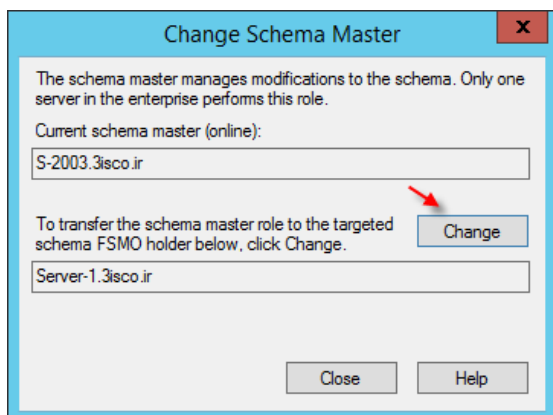 Change Schema Master
x
The schema master manages modifications to the schema. Only one
server in the enterprise performs this role.
Current schema master (online):
S-2003.3isco.ir
To transfer the schema master role to the targeted
schema FSMO holder below, click Change.
Change
Server-1.3isco.ir
Close
Help